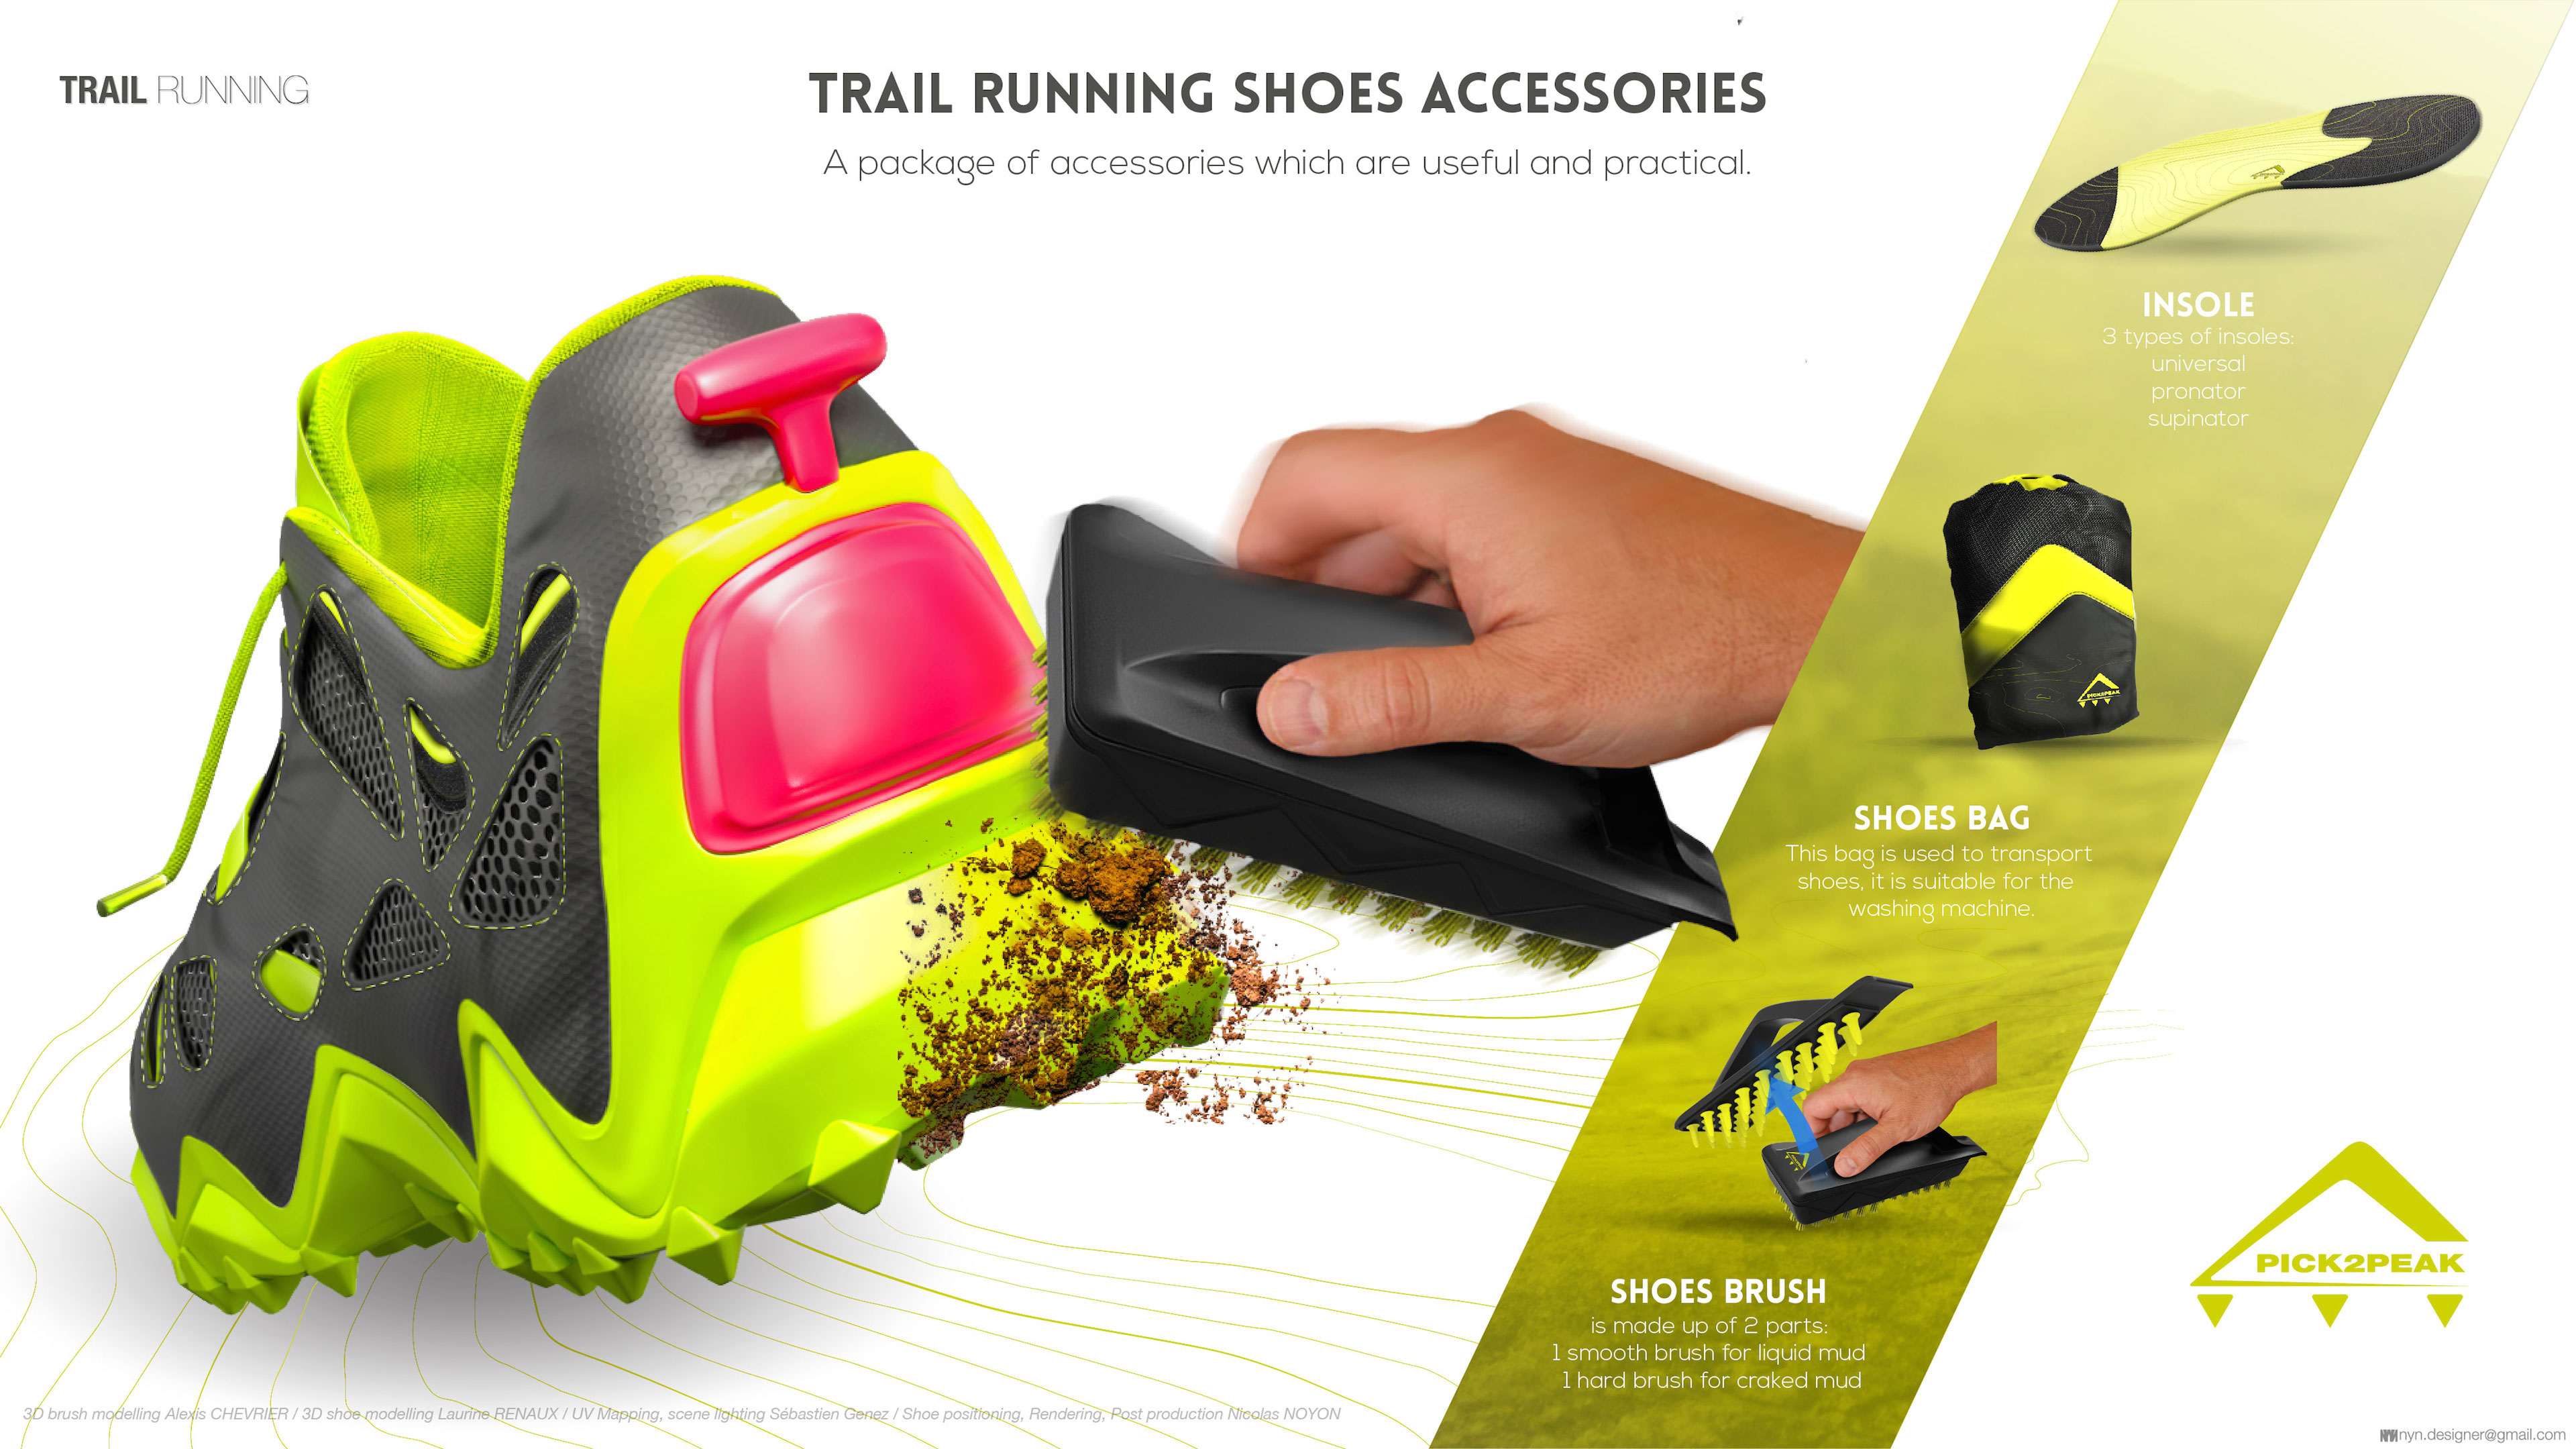 TRAIL RUNNING
TRAIL RUNNING SHOES ACCESSORIES
A package of accessories which are useful and practical.
INSOLE
3 types of insoles:
universal
pronator
supinator
PICK2PEAK
SHOES BAG
This bag is used to transport
shoes, it is suitable for the
washing machine.
SHOES BRUSH
is made up of 2 parts:
1 smooth brush for liquid mud
1 hard brush for craked mud
PICK2PEAK
3D brush modelling Alexis CHEVRIER / 3D shoe modelling Laurine RENAUX / UV Mapping, scene lighting Sébastien Genez / Shoe positioning, Rendering, Post production Nicolas NOYON
nyn.designer@gmail.com